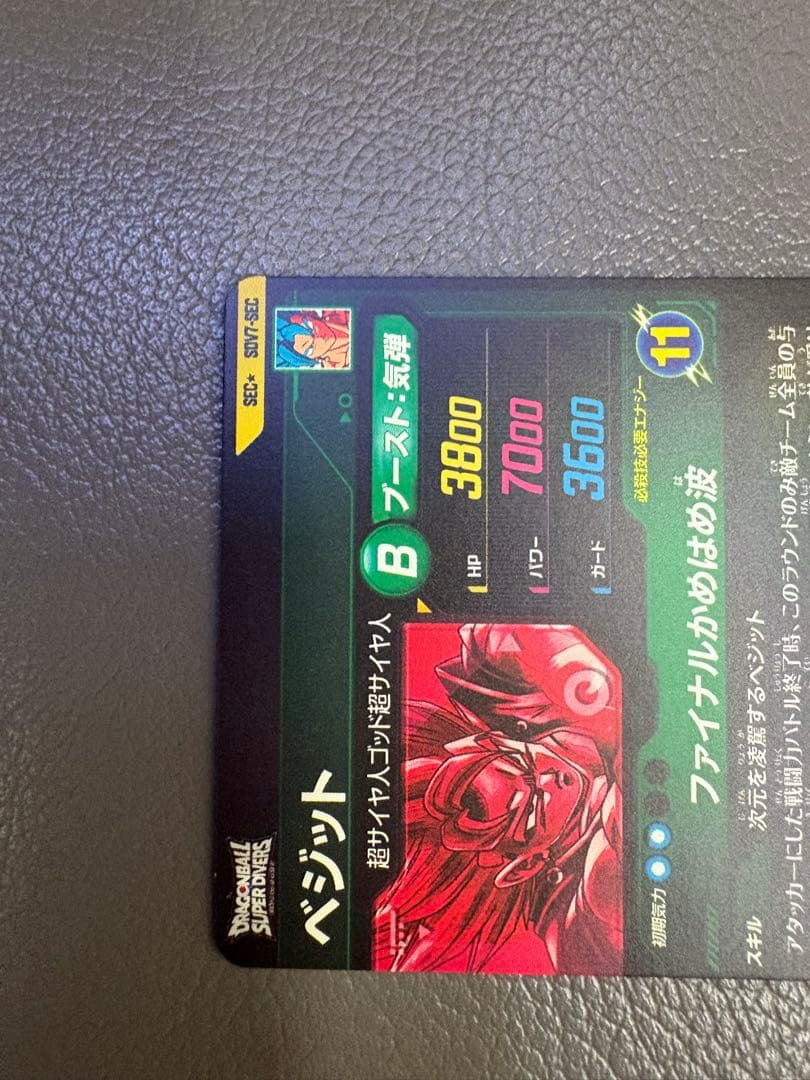 DRAGONBALL
SUPER DIVERS
SEC★ SDV7-SEC
ベジット
超サイヤ人ゴッド超サイヤ人
B ブースト:気弾
HP 3800
パワー 7000
ガード 3600
初期気力
必殺技必要エナジー 11
ファイナルかめはめ波
スキル
次元を凌駕するベジット
アタッカーにした戦闘力バトル終了時、このラウンドのみ敵チーム全員の与